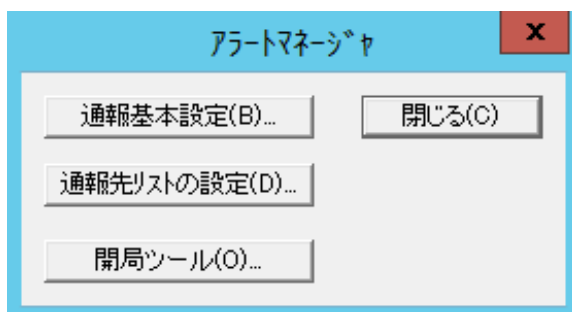 アラートマネージャ
x
通報基本設定(B)...
閉じる(C)
通報先リストの設定(D)...
開局ツール(O)...